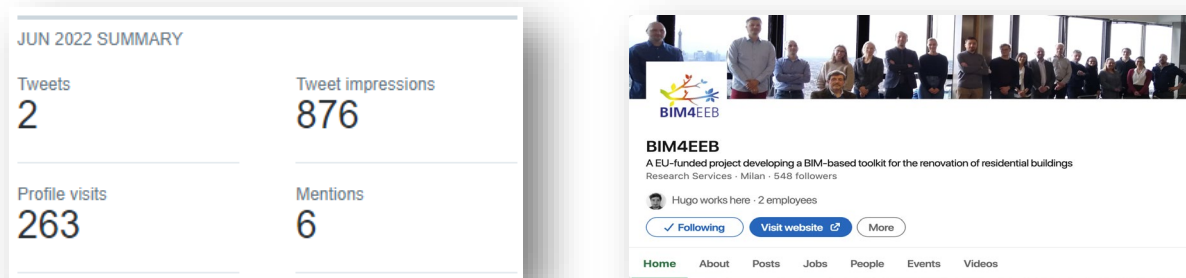 JUN 2022 SUMMARY
Tweets
2
Tweet impressions
876
Profile visits
263
Mentions
6
BIM4EEB
BIM4EEB
A EU-funded project developing a BIM-based toolkit for the renovation of residential buildings
Research Services · Milan · 548 followers
Hugo works here · 2 employees
✓ Following Visit website More
Home About Posts Jobs People Events Videos